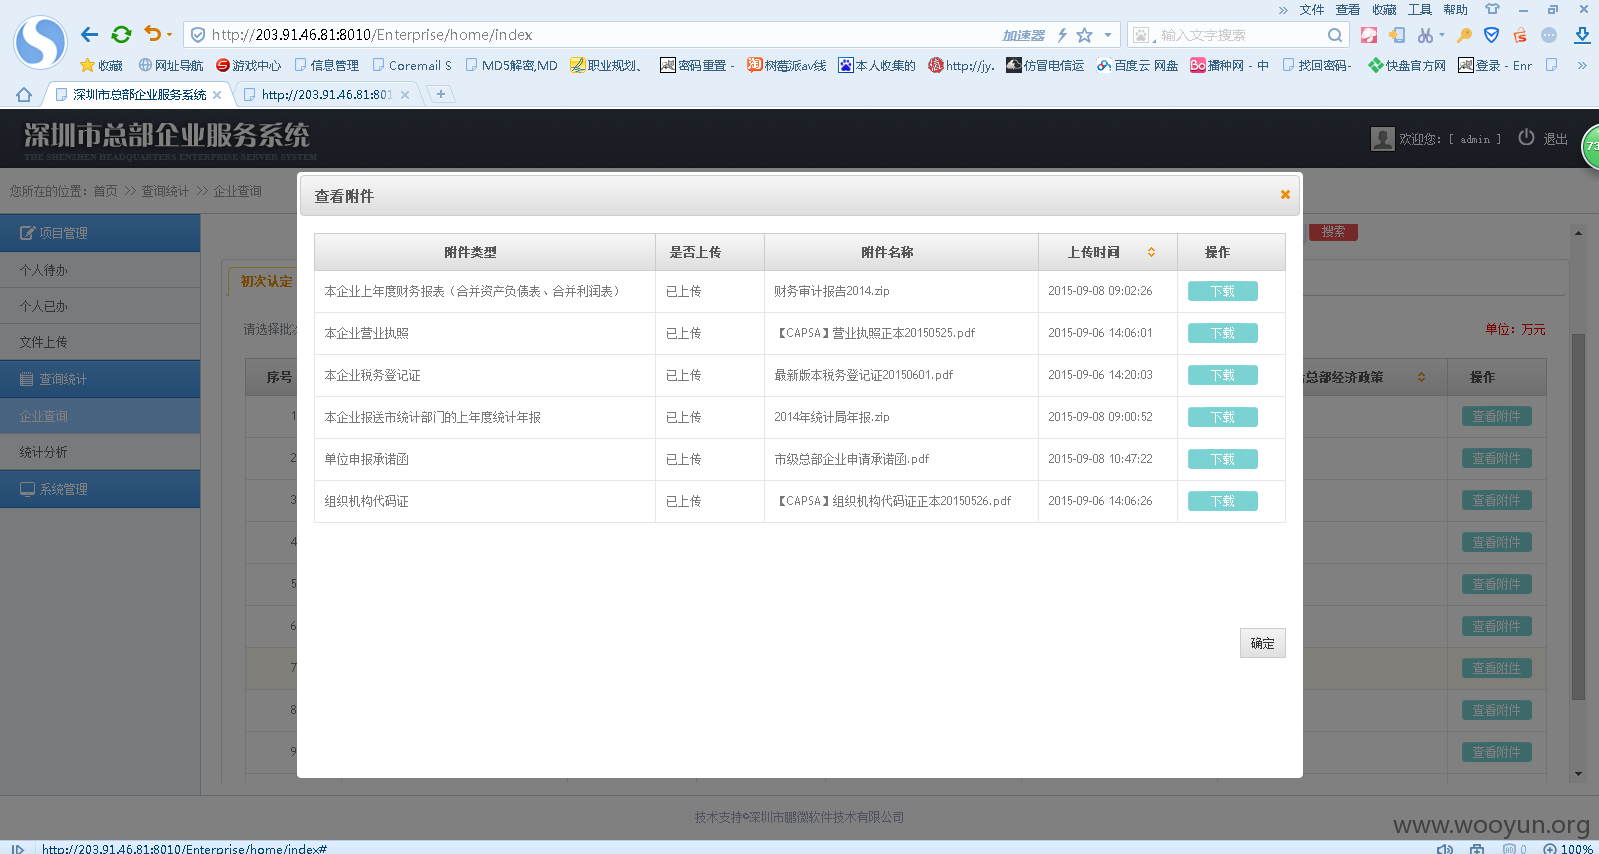 » 文件 查看 收藏 工具 帮助
http://203.91.46.81:8010/Enterprise/home/index 加速器 输入文字搜索
收藏 网址导航 游戏中心 信息管理 Coremail S MD5解密,MD 职业规划、 密码重置 - 树莓派av线 本人收集的 http://jy. 仿冒电信运 百度云 网盘 播种网 - 中 找回密码- 快盘官方网 登录 - Enr »
深圳市总部企业服务系统 × http://203.91.46.81:801 × +
深圳市总部企业服务系统
THE SHENZHEN HEADQUARTERS ENTERPRISE SERVER SYSTEM
欢迎您: [ admin ] 退出
73
您所在的位置: 首页 >> 查询统计 >> 企业查询
查看附件
项目管理
个人待办
个人已办
文件上传
查询统计
企业查询
统计分析
系统管理
搜索
初次认定
请选择批
单位: 万元
序号 总部经济政策 操作
1 查看附件
2 查看附件
3 查看附件
4 查看附件
5 查看附件
6 查看附件
7 查看附件
8 查看附件
9 查看附件
附件类型 是否上传 附件名称 上传时间 操作
本企业上年度财务报表（合并资产负债表、合并利润表） 已上传 财务审计报告2014.zip 2015-09-08 09:02:26 下载
本企业营业执照 已上传 【CAPSA】营业执照正本20150525.pdf 2015-09-06 14:06:01 下载
本企业税务登记证 已上传 最新版本税务登记证20150601.pdf 2015-09-06 14:20:03 下载
本企业报送市统计部门的上年度统计年报 已上传 2014年统计局年报.zip 2015-09-08 09:00:52 下载
单位申报承诺函 已上传 市级总部企业申请承诺函.pdf 2015-09-08 10:47:22 下载
组织机构代码证 已上传 【CAPSA】组织机构代码证正本20150526.pdf 2015-09-06 14:06:26 下载
确定
技术支持©深圳市鹏微软件技术有限公司
www.wooyun.org
http://203.91.46.81:8010/Enterprise/home/index# 0 100%